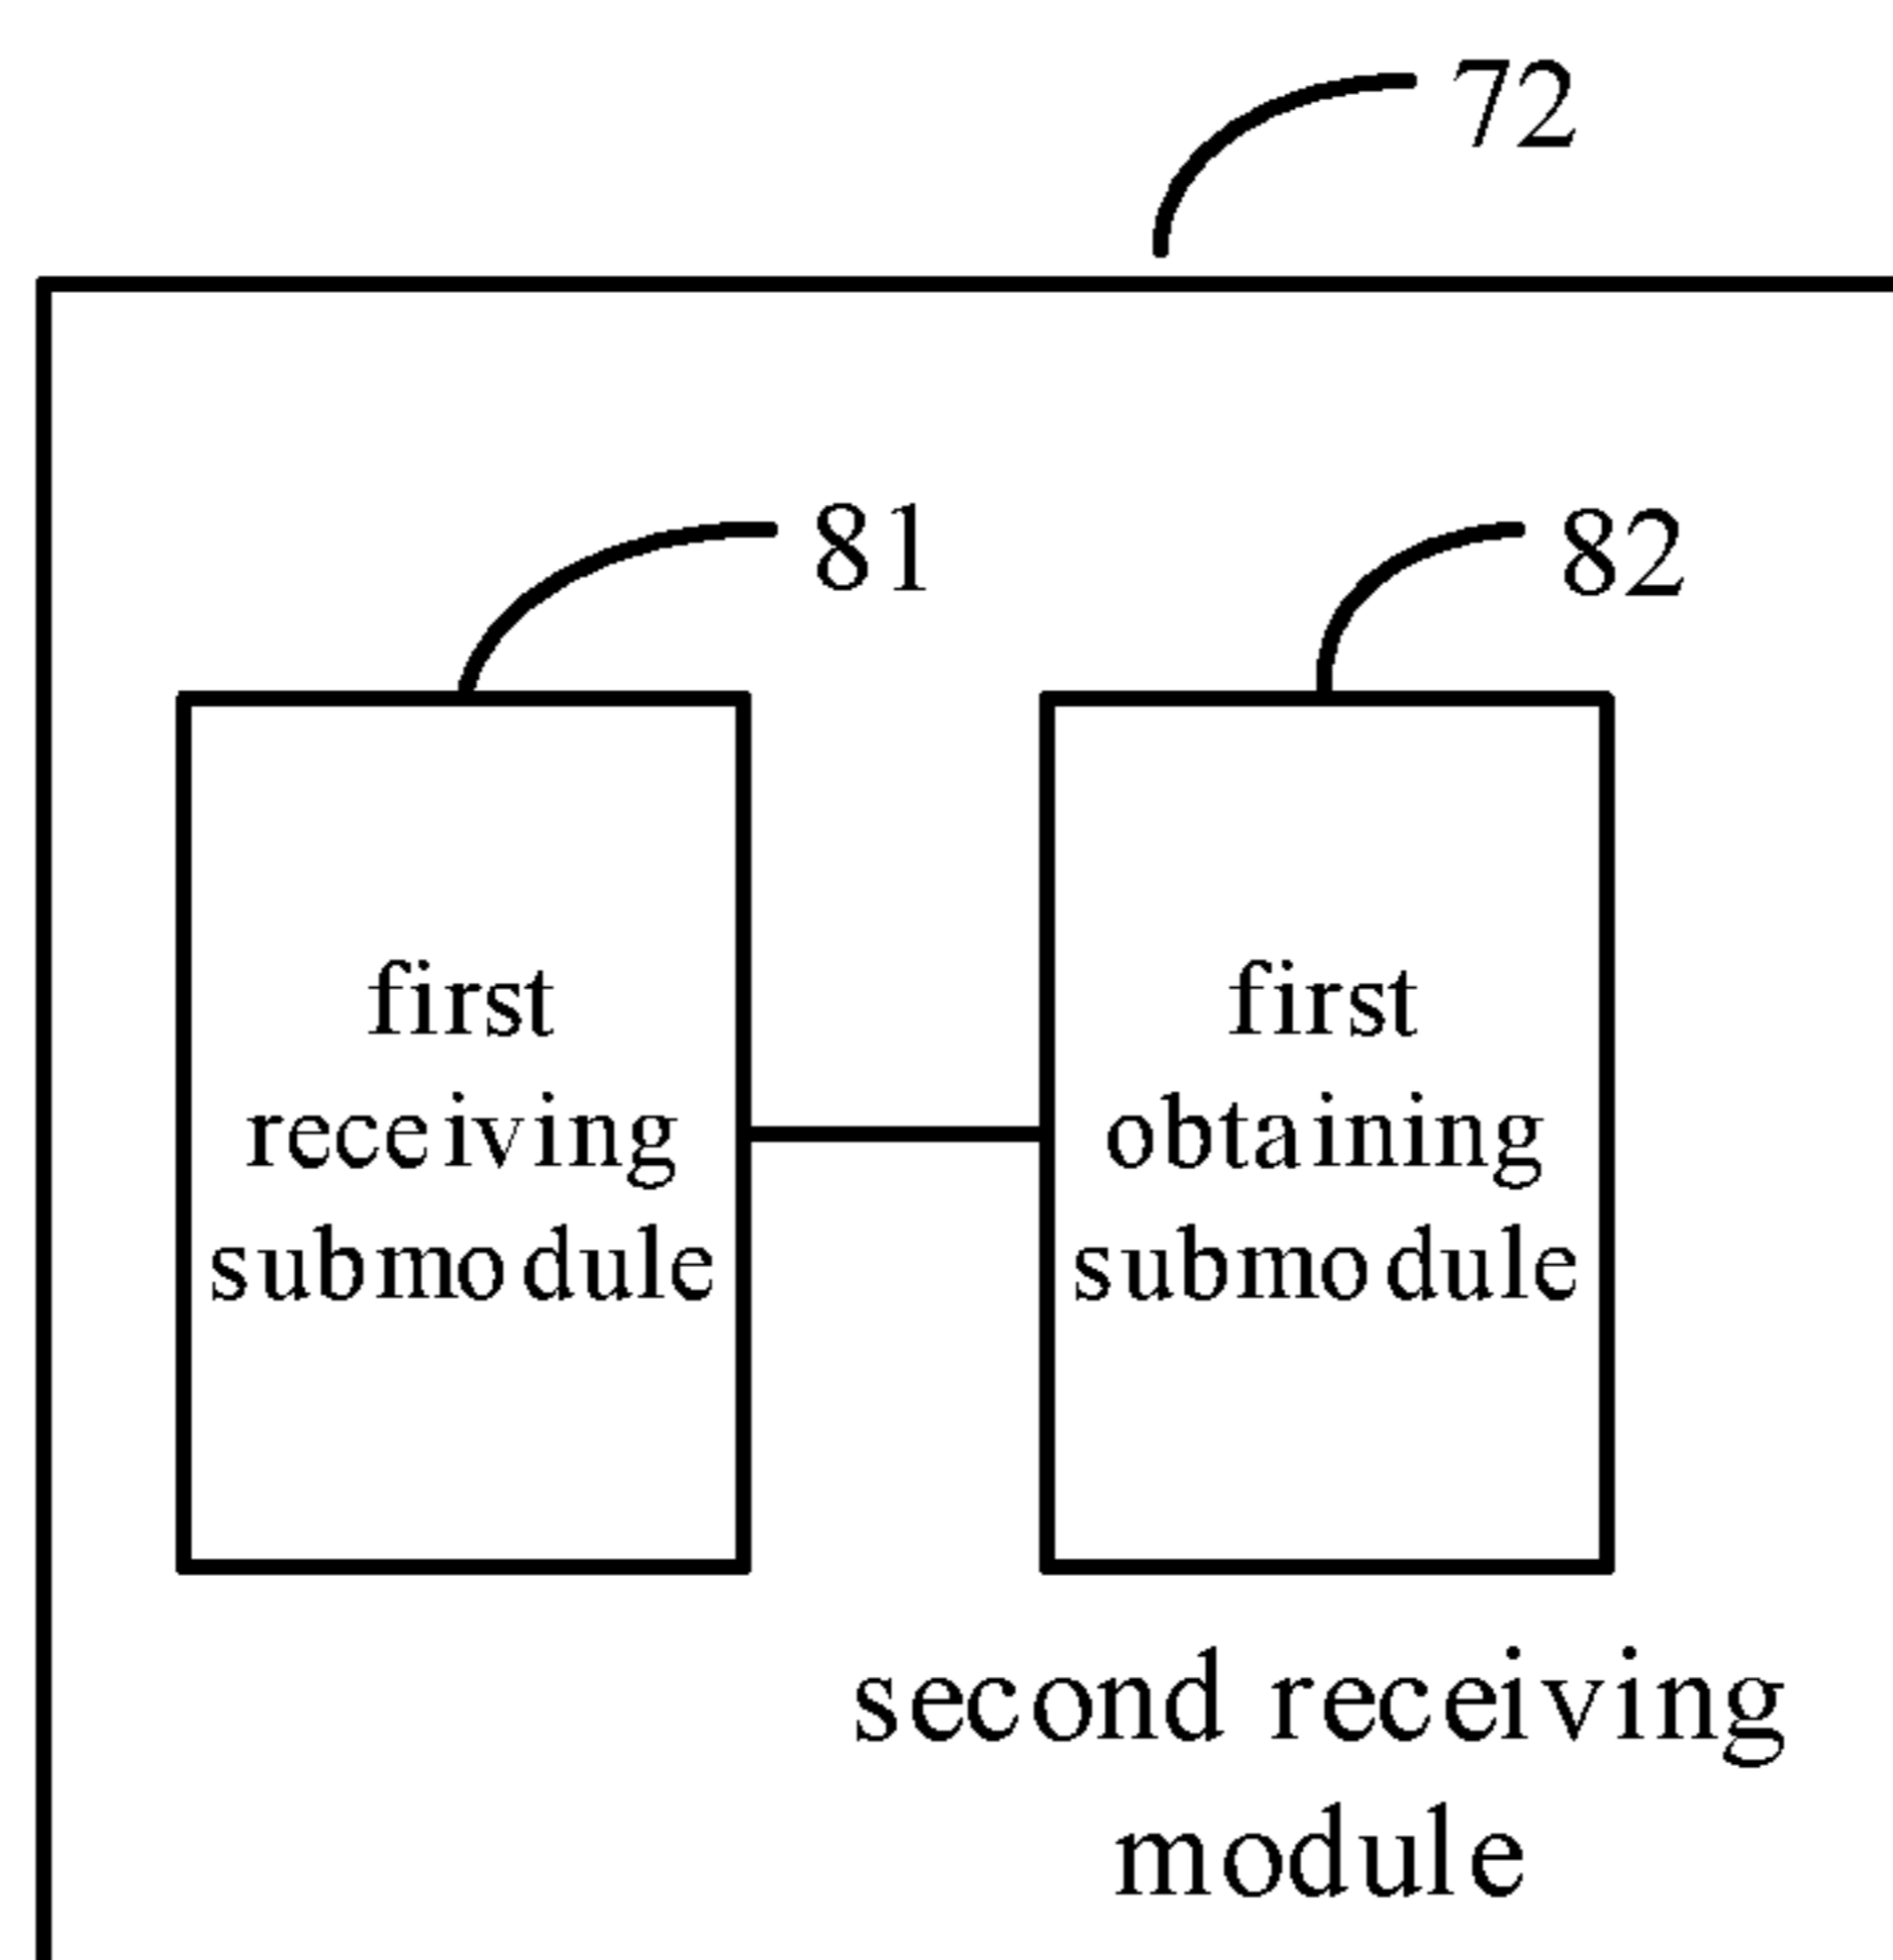 72
81
82
first
receiving
submodule
first
obtaining
submodule
second receiving
module